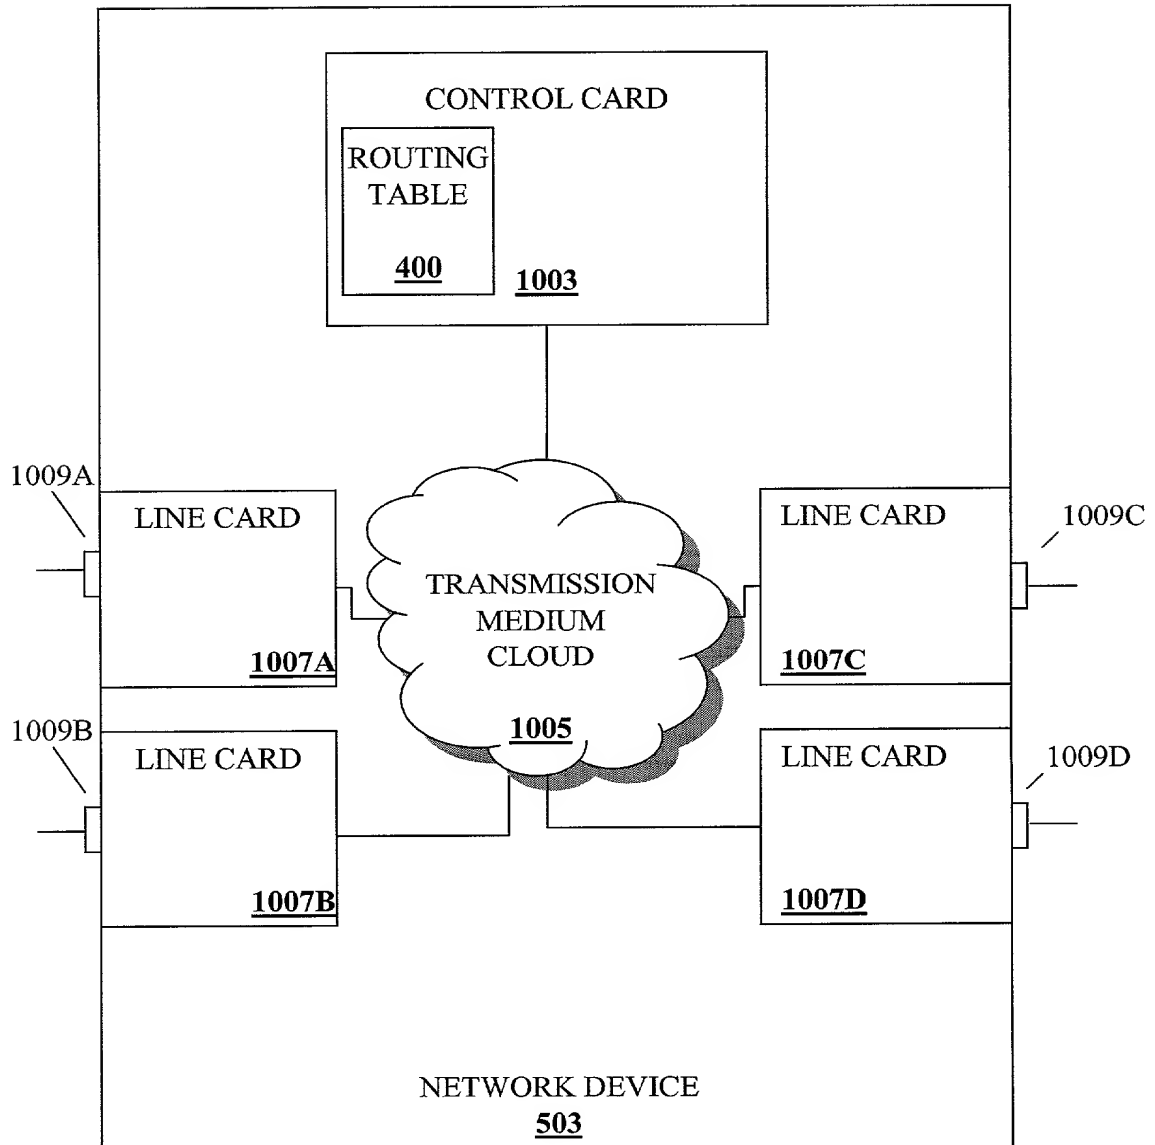 CONTROL CARD
ROUTING
TABLE
400
1003
1009A
LINE CARD
1007A
1009B
LINE CARD
1007B
TRANSMISSION
MEDIUM
CLOUD
1005
LINE CARD
1009C
1007C
LINE CARD
1009D
1007D
NETWORK DEVICE
503